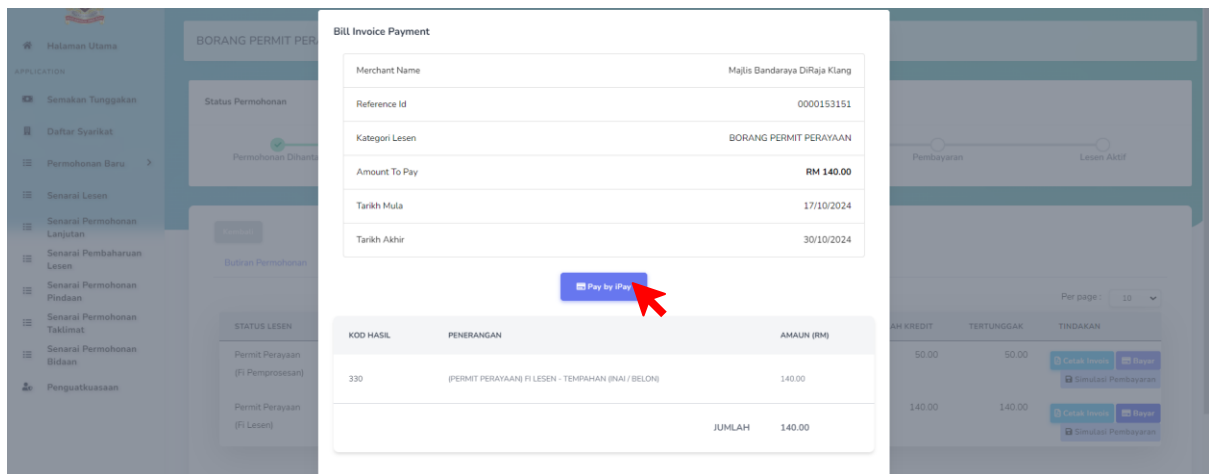 Halaman Utama
APPLICATION
Semakan Tunggakan
Daftar Syarikat
Permohonan Baru
Senarai Lesen
Senarai Permohonan
Lanjutan
Senarai Pembaharuan
Lesen
Senarai Permohonan
Pindaan
Senarai Permohonan
Taklimat
Senarai Permohonan
Bidaan
Penguatkuasaan
BORANG PERMIT PER
Status Permohonan
Permohonan Dihanta
Pembayaran
Lesen Aktif
Butiran Permohonan
Per page : 10
STATUS LESEN
AH KREDIT TERTUNGGAK TINDAKAN
Permit Perayaan
(Fi Pemprosesan)
50.00 50.00 Cetak Invois Bayar
Simulasi Pembayaran
Permit Perayaan
(Fi Lesen)
140.00 140.00 Cetak Invois Bayar
Simulasi Pembayaran
Bill Invoice Payment
Merchant Name Majlis Bandaraya DiRaja Klang
Reference Id 0000153151
Kategori Lesen BORANG PERMIT PERAYAAN
Amount To Pay RM 140.00
Tarikh Mula 17/10/2024
Tarikh Akhir 30/10/2024
Pay by iPay
KOD HASIL PENERANGAN AMAUN (RM)
330 (PERMIT PERAYAAN) FI LESEN - TEMPAHAN (INAI / BELON) 140.00
JUMLAH 140.00